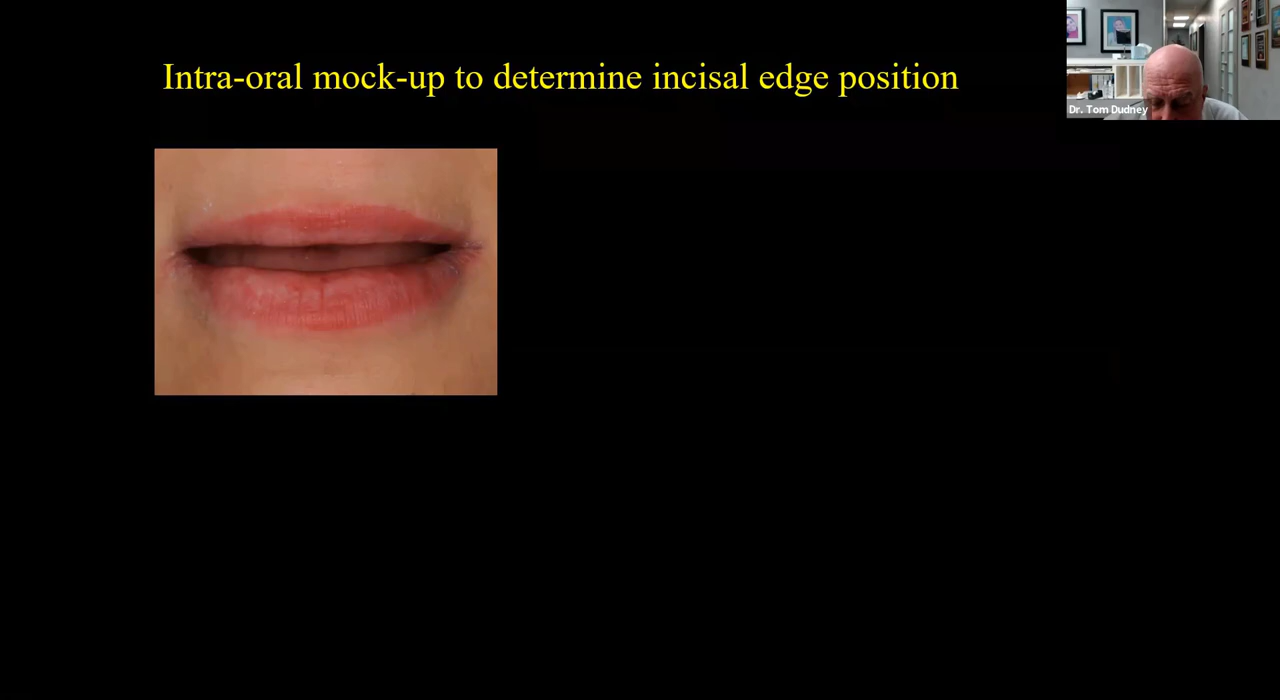 Intra-oral mock-up to determine incisal edge position
Dr. Tom Dudney